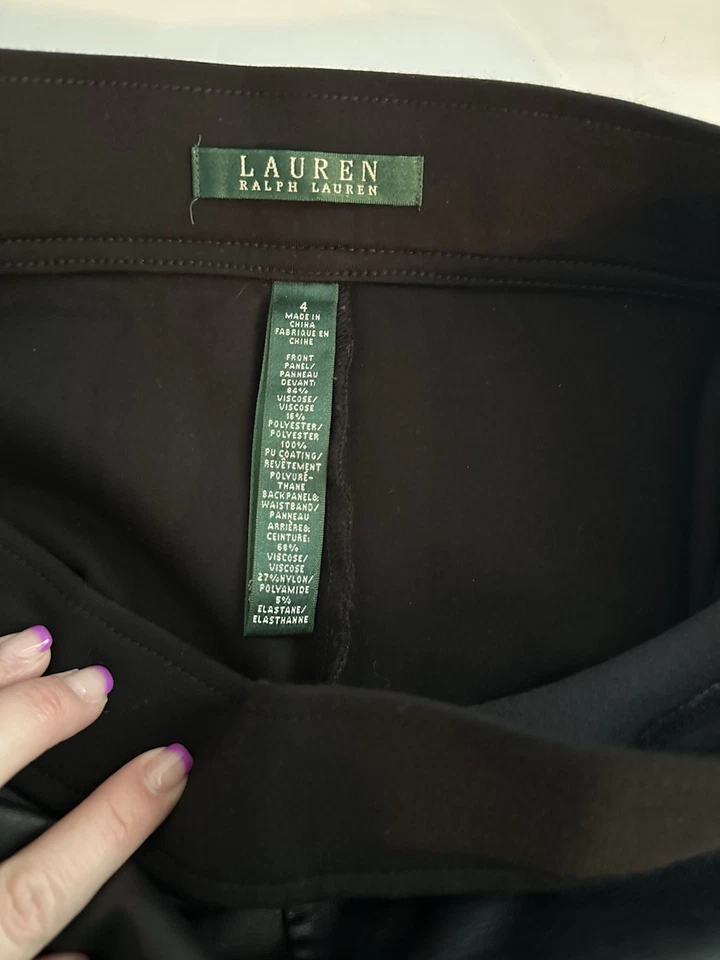 LAUREN
RALPH LAUREN
4
MADE IN
CHINA
FABRIQUE EN
CHINE
FRONT
PANEL/
PANNEAU
DEVANT:
84%
VISCOSE/
VISCOSE
16%
POLYESTER/
POLYESTER
100%
PU COATING/
REVÊTEMENT
POLYURÉ-
THANE
BACKPANEL&
WAISTBAND/
PANNEAU
ARRIÈRE&
CEINTURE:
68%
VISCOSE/
VISCOSE
27%NYLON/
POLYAMIDE
5%
ELASTANE/
ELASTHANNE